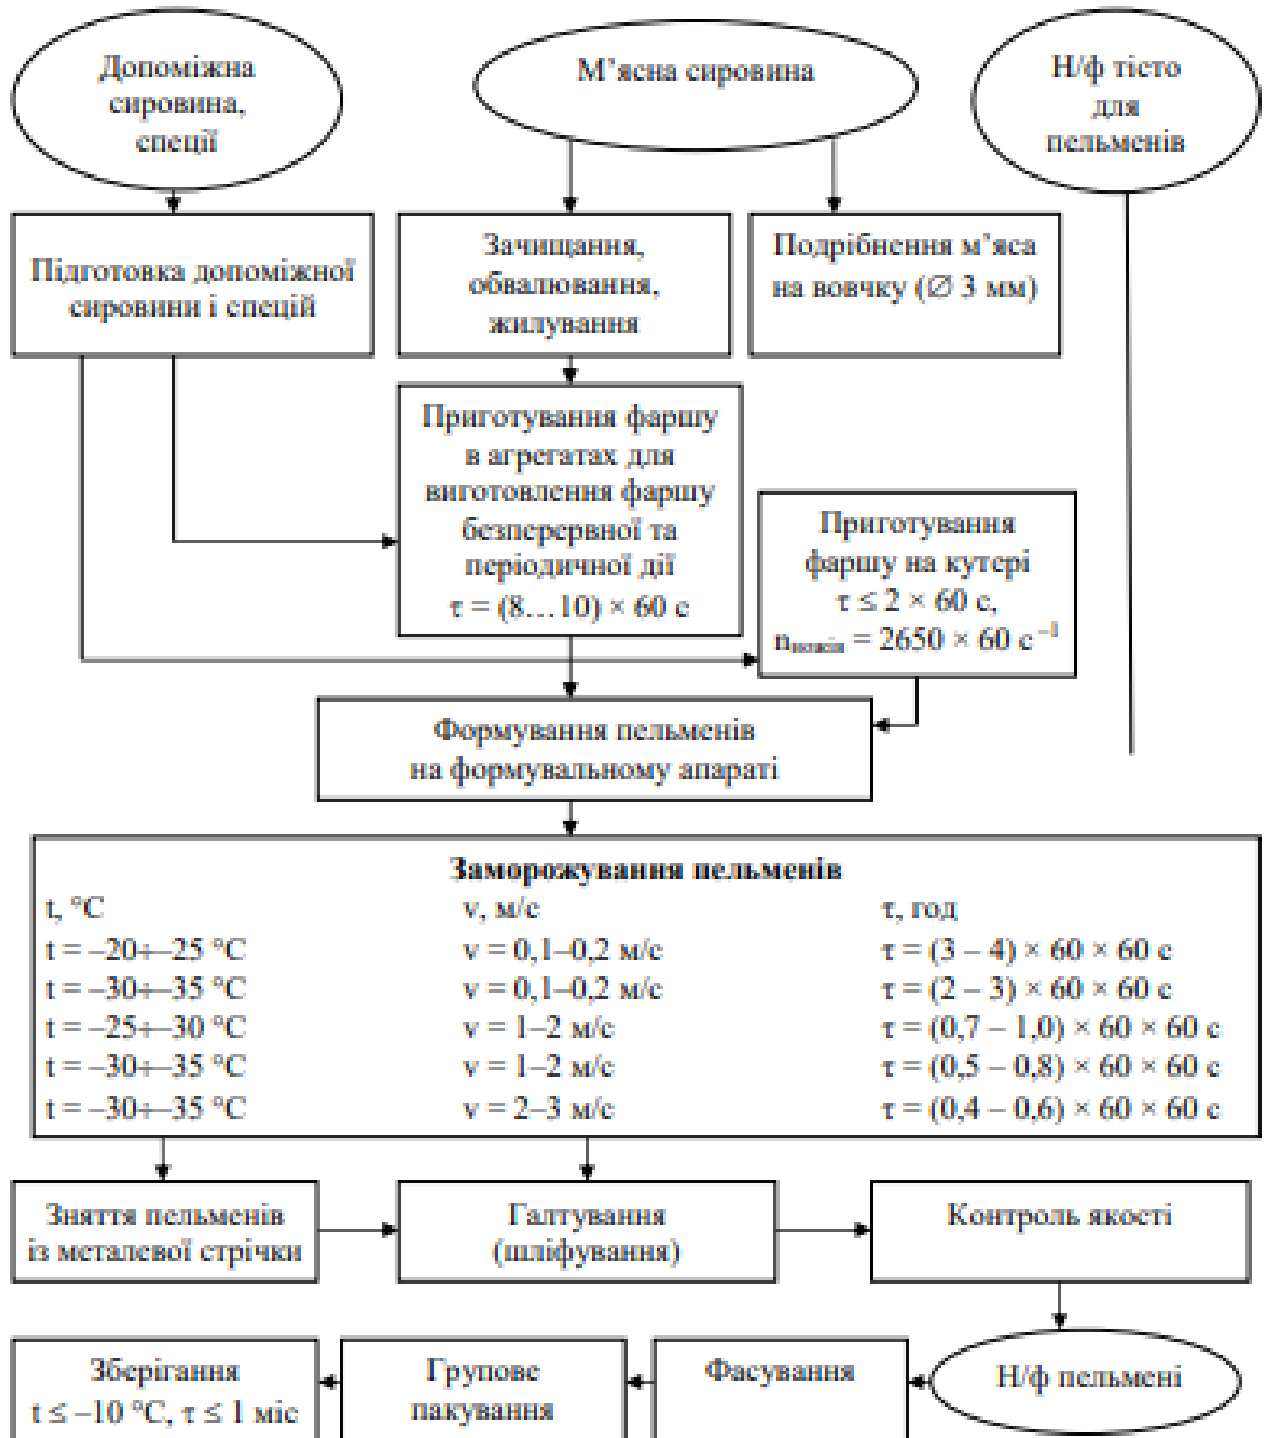 Допоміжна
сировина,
спеції
М’ясна сировина
Н/ф тісто
для
пельменів
Підготовка допоміжної
сировини і спецій
Зачищання,
обвалювання,
жилування
Подрібнення м’яса
на вовчку (∅ 3 мм)
Приготування фаршу
в агрегатах для
виготовлення фаршу
безперервної та
періодичної дії
τ = (8…10) × 60 с
Приготування
фаршу на кутері
τ ≤ 2 × 60 с,
nножів = 2650 × 60 с⁻¹
Формування пельменів
на формувальному апараті
Заморожування пельменів
t, °C v, м/с τ, год
t = –20÷–25 °C v = 0,1–0,2 м/с τ = (3 – 4) × 60 × 60 с
t = –30÷–35 °C v = 0,1–0,2 м/с τ = (2 – 3) × 60 × 60 с
t = –25÷–30 °C v = 1–2 м/с τ = (0,7 – 1,0) × 60 × 60 с
t = –30÷–35 °C v = 1–2 м/с τ = (0,5 – 0,8) × 60 × 60 с
t = –30÷–35 °C v = 2–3 м/с τ = (0,4 – 0,6) × 60 × 60 с
Зняття пельменів
із металевої стрічки
Галтування
(шліфування)
Контроль якості
Н/ф пельмені
Фасування
Групове
пакування
Зберігання
t ≤ –10 °C, τ ≤ 1 міс